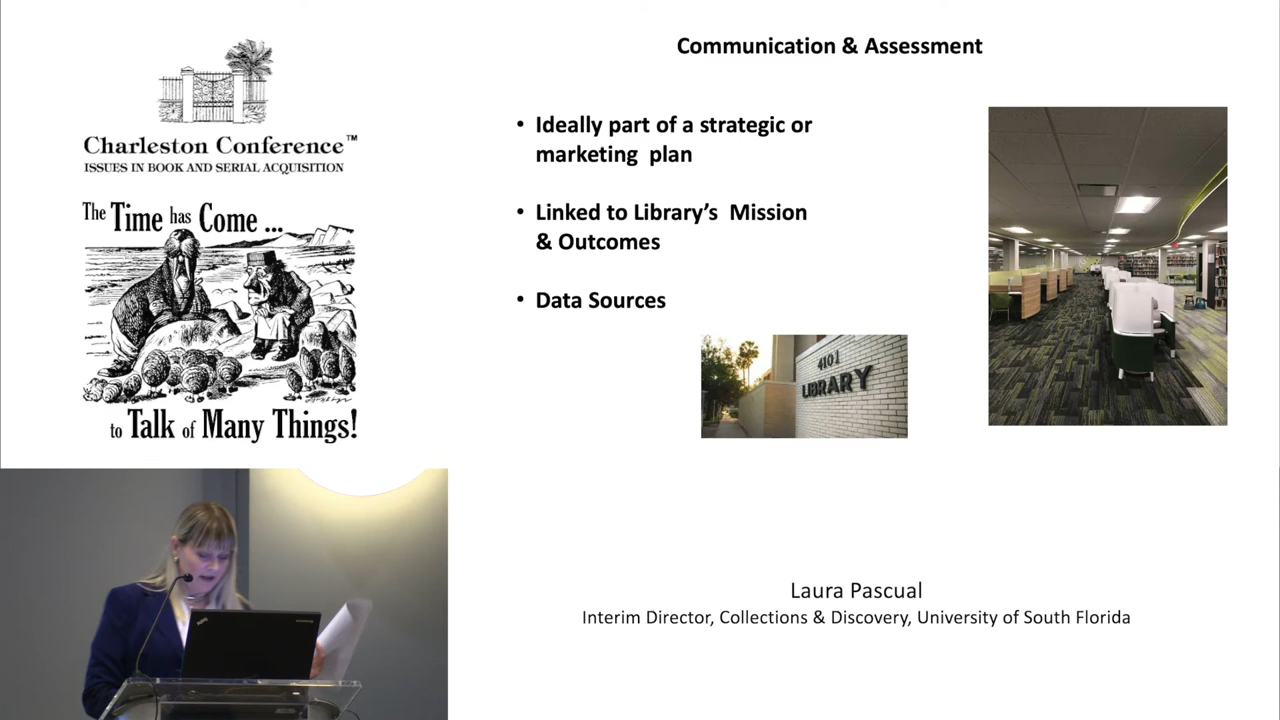 Charleston Conference™
ISSUES IN BOOK AND SERIAL ACQUISITION
The Time has Come ...
to Talk of Many Things!
Communication & Assessment
• Ideally part of a strategic or
marketing plan
• Linked to Library’s Mission
& Outcomes
• Data Sources
4101
LIBRARY
Laura Pascual
Interim Director, Collections & Discovery, University of South Florida